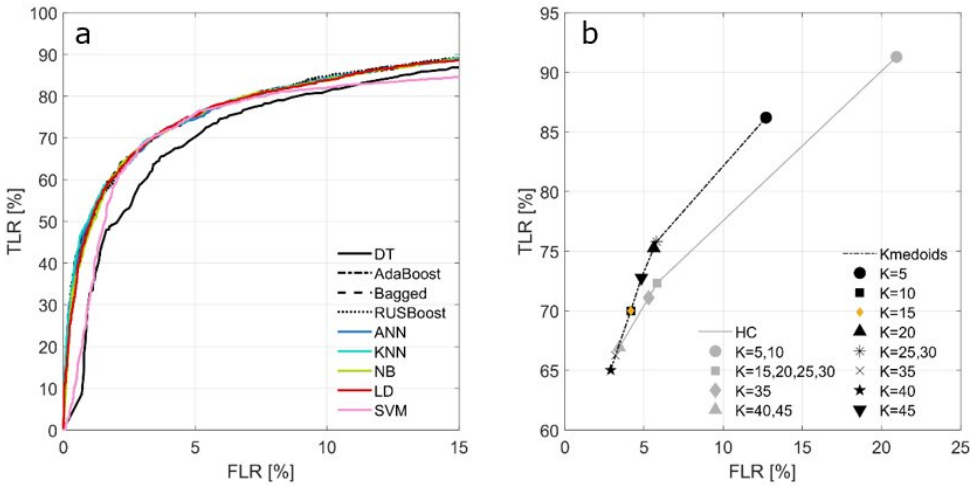 a
100
90
80
70
60
50
40
30
20
10
0
TLR [%]
DT
AdaBoost
Bagged
RUSBoost
ANN
KNN
NB
LD
SVM
0 5 10 15
FLR [%]
b
95
90
85
80
75
70
65
60
TLR [%]
HC
K=5,10
K=15,20,25,30
K=35
K=40,45
Kmedoids
K=5
K=10
K=15
K=20
K=25,30
K=35
K=40
K=45
0 5 10 15 20 25
FLR [%]